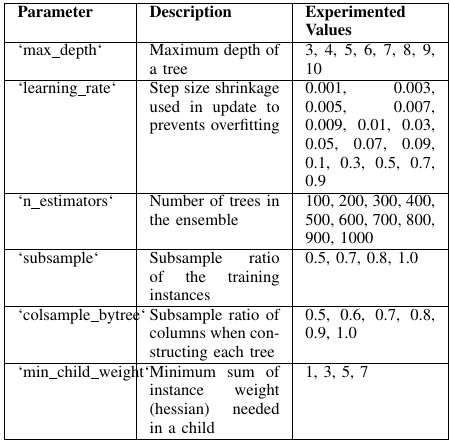 Parameter Description Experimented
Values
‘max_depth‘ Maximum depth of 3, 4, 5, 6, 7, 8, 9,
a tree 10
‘learning_rate‘ Step size shrinkage 0.001, 0.003,
used in update to 0.005, 0.007,
prevents overfitting 0.009, 0.01, 0.03,
0.05, 0.07, 0.09,
0.1, 0.3, 0.5, 0.7,
0.9
‘n_estimators‘ Number of trees in 100, 200, 300, 400,
the ensemble 500, 600, 700, 800,
900, 1000
‘subsample‘ Subsample ratio 0.5, 0.7, 0.8, 1.0
of the training
instances
‘colsample_bytree‘ Subsample ratio of 0.5, 0.6, 0.7, 0.8,
columns when con- 0.9, 1.0
structing each tree
‘min_child_weight‘ Minimum sum of 1, 3, 5, 7
instance weight
(hessian) needed
in a child